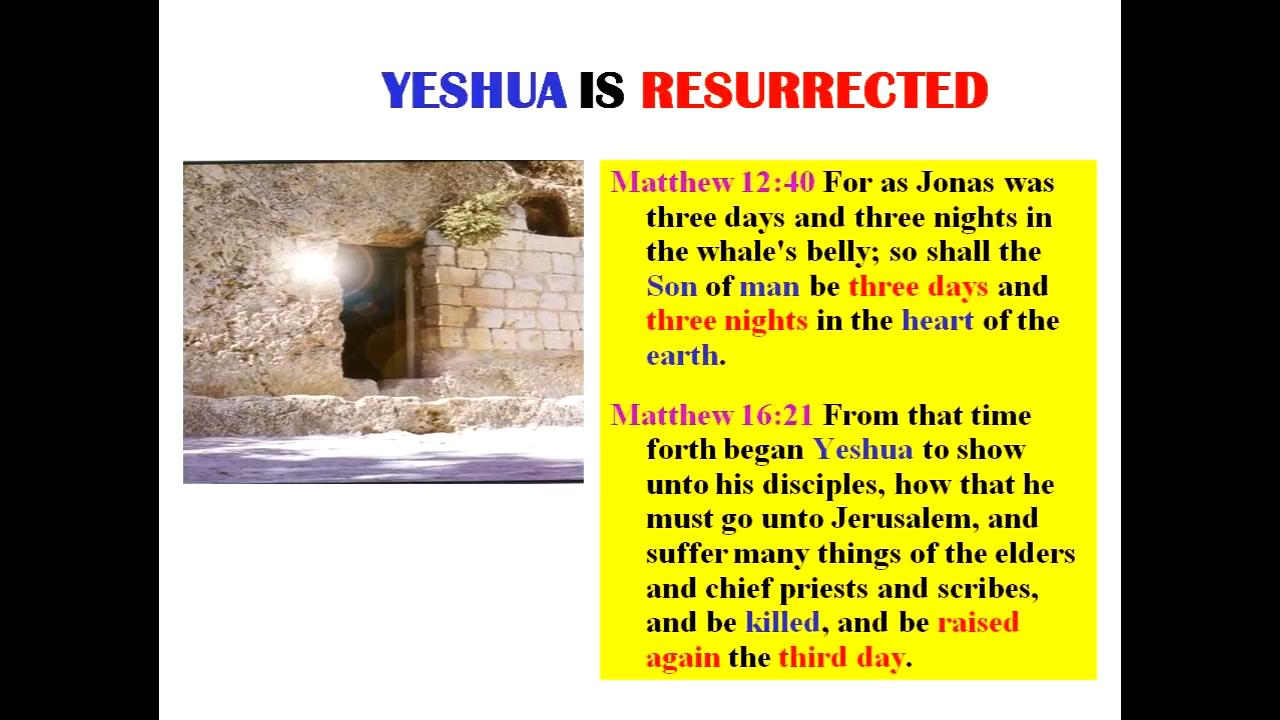 YESHUA IS RESURRECTED
Matthew 12:40 For as Jonas was
three days and three nights in
the whale's belly; so shall the
Son of man be three days and
three nights in the heart of the
earth.
Matthew 16:21 From that time
forth began Yeshua to show
unto his disciples, how that he
must go unto Jerusalem, and
suffer many things of the elders
and chief priests and scribes,
and be killed, and be raised
again the third day.